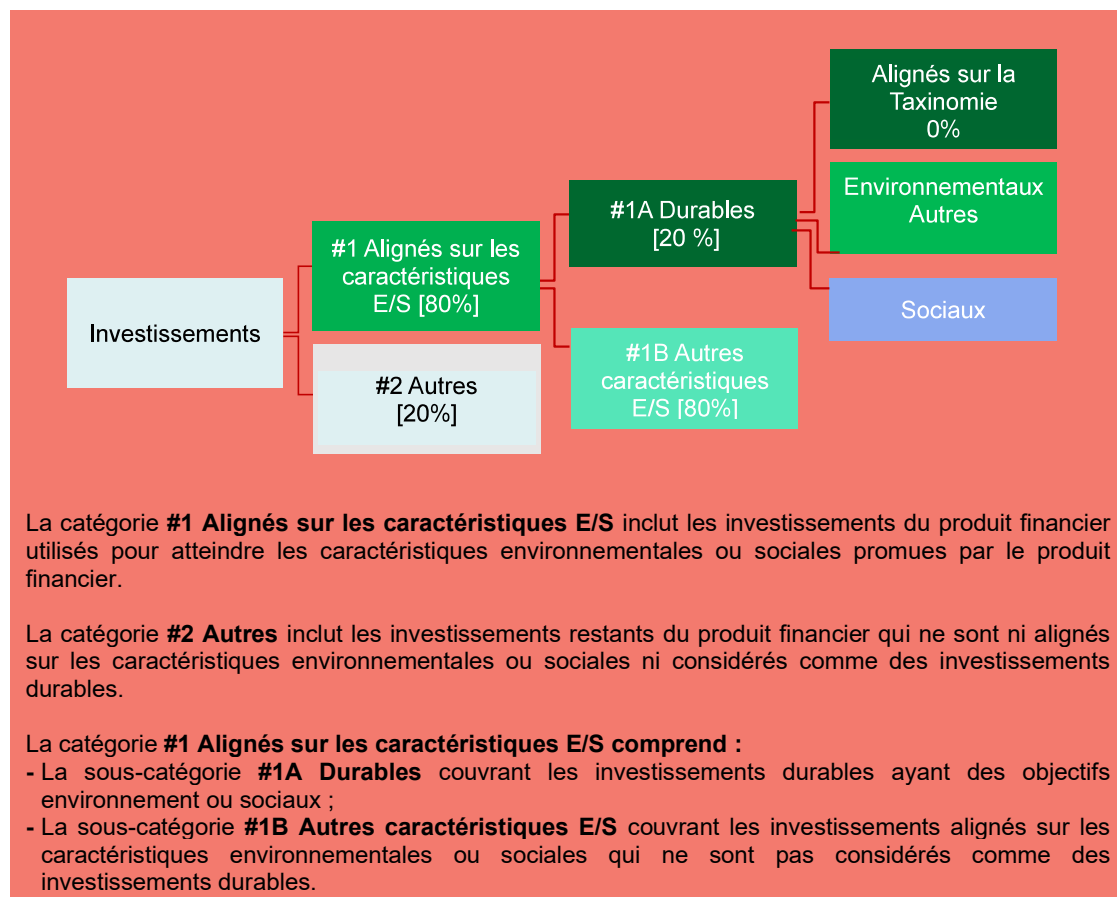 Alignés sur la
Taxinomie
0%
Environnementaux
Autres
#1A Durables
[20 %]
#1 Alignés sur les
caractéristiques
E/S [80%]
Sociaux
Investissements
#1B Autres
caractéristiques
E/S [80%]
#2 Autres
[20%]
La catégorie #1 Alignés sur les caractéristiques E/S inclut les investissements du produit financier
utilisés pour atteindre les caractéristiques environnementales ou sociales promues par le produit
financier.
La catégorie #2 Autres inclut les investissements restants du produit financier qui ne sont ni alignés
sur les caractéristiques environnementales ou sociales ni considérés comme des investissements
durables.
La catégorie #1 Alignés sur les caractéristiques E/S comprend :
- La sous-catégorie #1A Durables couvrant les investissements durables ayant des objectifs
environnement ou sociaux ;
- La sous-catégorie #1B Autres caractéristiques E/S couvrant les investissements alignés sur les
caractéristiques environnementales ou sociales qui ne sont pas considérés comme des
investissements durables.